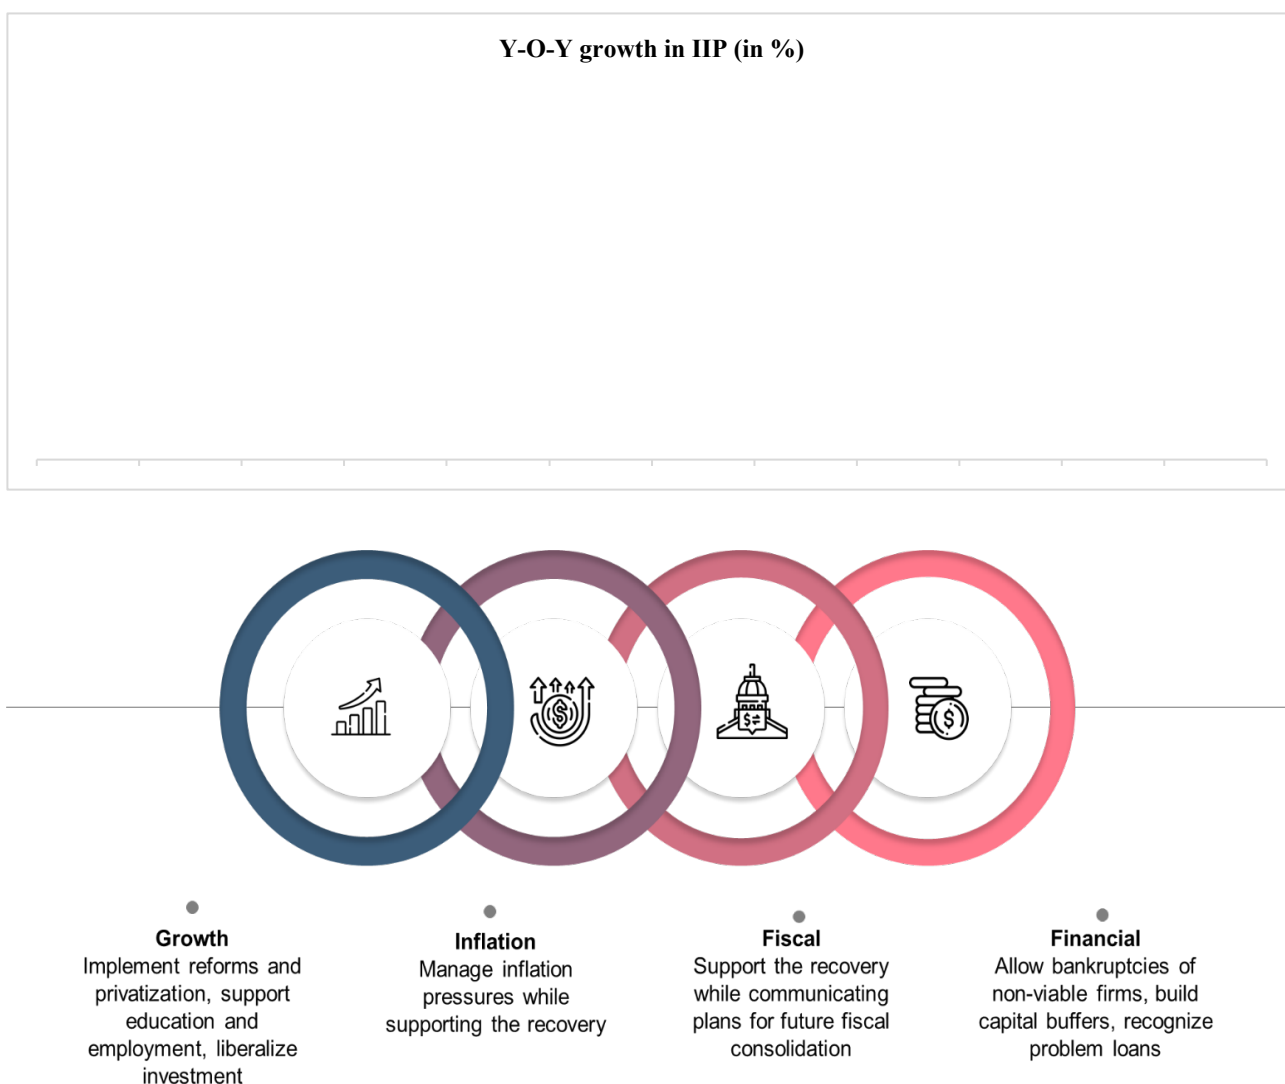 Y-O-Y growth in IIP (in %)
$
$
$
Growth
Implement reforms and
privatization, support
education and
employment, liberalize
investment
Inflation
Manage inflation
pressures while
supporting the recovery
Fiscal
Support the recovery
while communicating
plans for future fiscal
consolidation
Financial
Allow bankruptcies of
non-viable firms, build
capital buffers, recognize
problem loans